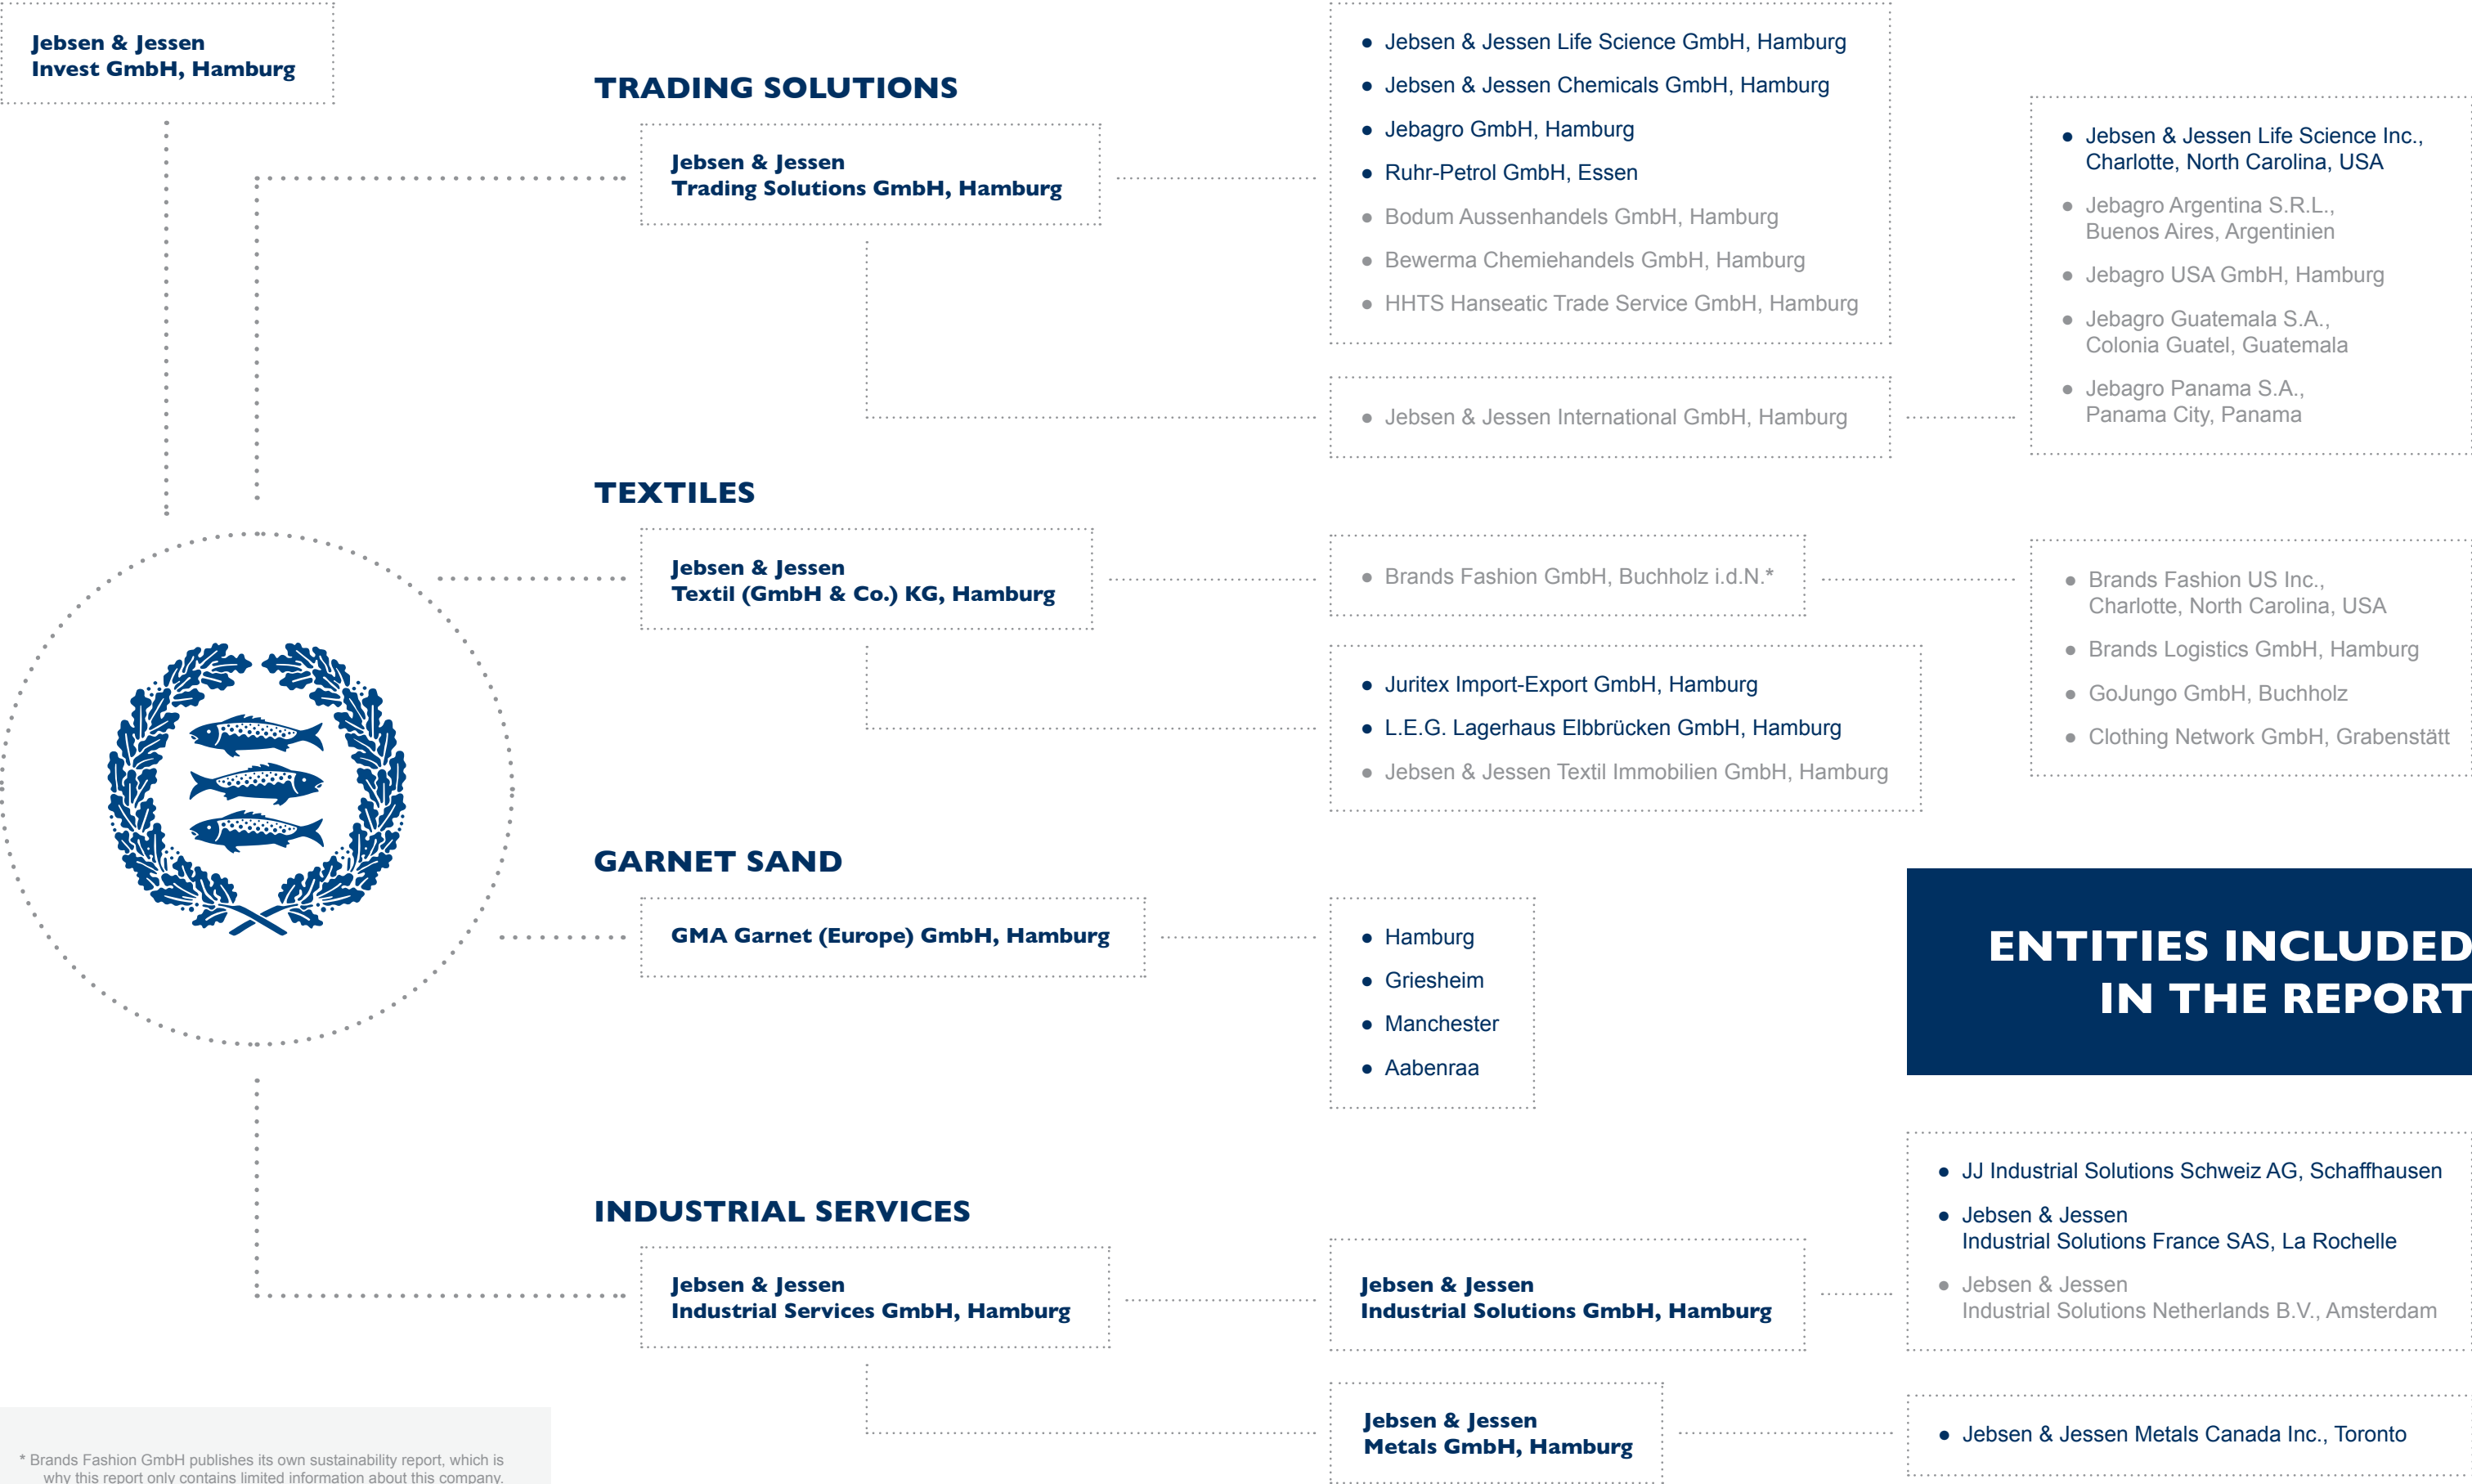 Jebsen & Jessen
Invest GmbH, Hamburg
TRADING SOLUTIONS
Jebsen & Jessen
Trading Solutions GmbH, Hamburg
● Jebsen & Jessen Life Science GmbH, Hamburg
● Jebsen & Jessen Chemicals GmbH, Hamburg
● Jebagro GmbH, Hamburg
● Ruhr-Petrol GmbH, Essen
● Bodum Aussenhandels GmbH, Hamburg
● Bewerma Chemiehandels GmbH, Hamburg
● HHTS Hanseatic Trade Service GmbH, Hamburg
● Jebsen & Jessen International GmbH, Hamburg
● Jebsen & Jessen Life Science Inc.,
Charlotte, North Carolina, USA
● Jebagro Argentina S.R.L.,
Buenos Aires, Argentinien
● Jebagro USA GmbH, Hamburg
● Jebagro Guatemala S.A.,
Colonia Guatel, Guatemala
● Jebagro Panama S.A.,
Panama City, Panama
TEXTILES
Jebsen & Jessen
Textil (GmbH & Co.) KG, Hamburg
● Brands Fashion GmbH, Buchholz i.d.N.*
● Juritex Import-Export GmbH, Hamburg
● L.E.G. Lagerhaus Elbbrücken GmbH, Hamburg
● Jebsen & Jessen Textil Immobilien GmbH, Hamburg
● Brands Fashion US Inc.,
Charlotte, North Carolina, USA
● Brands Logistics GmbH, Hamburg
● GoJungo GmbH, Buchholz
● Clothing Network GmbH, Grabenstätt
GARNET SAND
GMA Garnet (Europe) GmbH, Hamburg
● Hamburg
● Griesheim
● Manchester
● Aabenraa
ENTITIES INCLUDED
IN THE REPORT
INDUSTRIAL SERVICES
Jebsen & Jessen
Industrial Services GmbH, Hamburg
Jebsen & Jessen
Industrial Solutions GmbH, Hamburg
● JJ Industrial Solutions Schweiz AG, Schaffhausen
● Jebsen & Jessen
Industrial Solutions France SAS, La Rochelle
● Jebsen & Jessen
Industrial Solutions Netherlands B.V., Amsterdam
Jebsen & Jessen
Metals GmbH, Hamburg
● Jebsen & Jessen Metals Canada Inc., Toronto
* Brands Fashion GmbH publishes its own sustainability report, which is
why this report only contains limited information about this company.